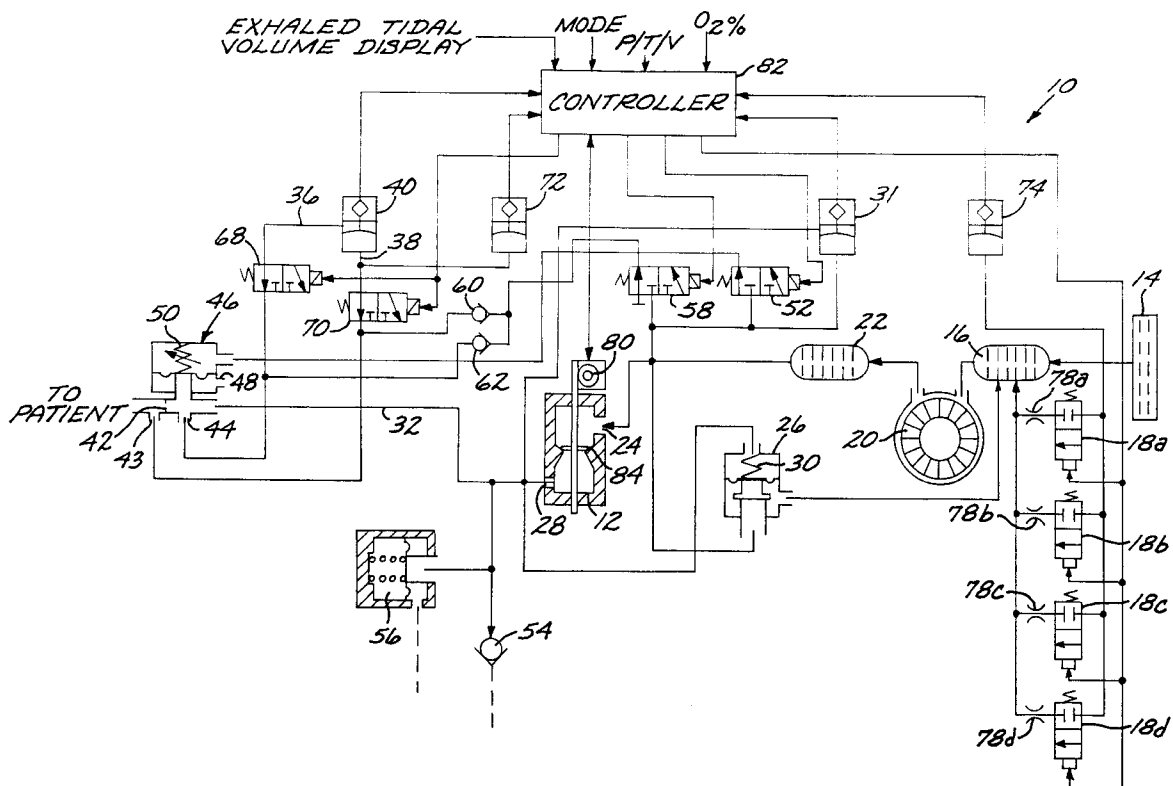 EXHALED TIDAL
VOLUME DISPLAY
MODE
P/T/V
O2%
82
CONTROLLER
10
36
40
72
31
74
68
38
14
60
58
52
50
46
70
22
16
62
80
78a
48
TO
PATIENT
42
43
44
32
24
84
26
30
20
18a
28
12
78b
18b
78c
18c
56
54
78d
18d